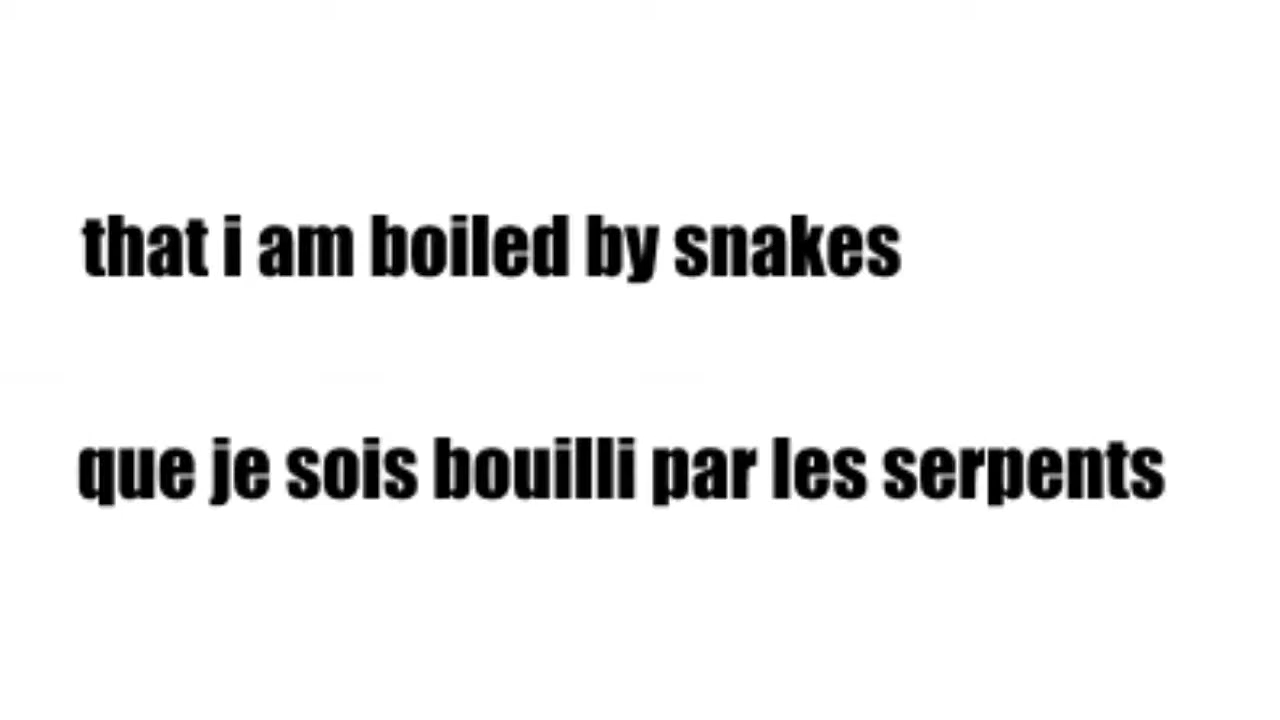 that i am boiled by snakes
que je sois bouilli par les serpents